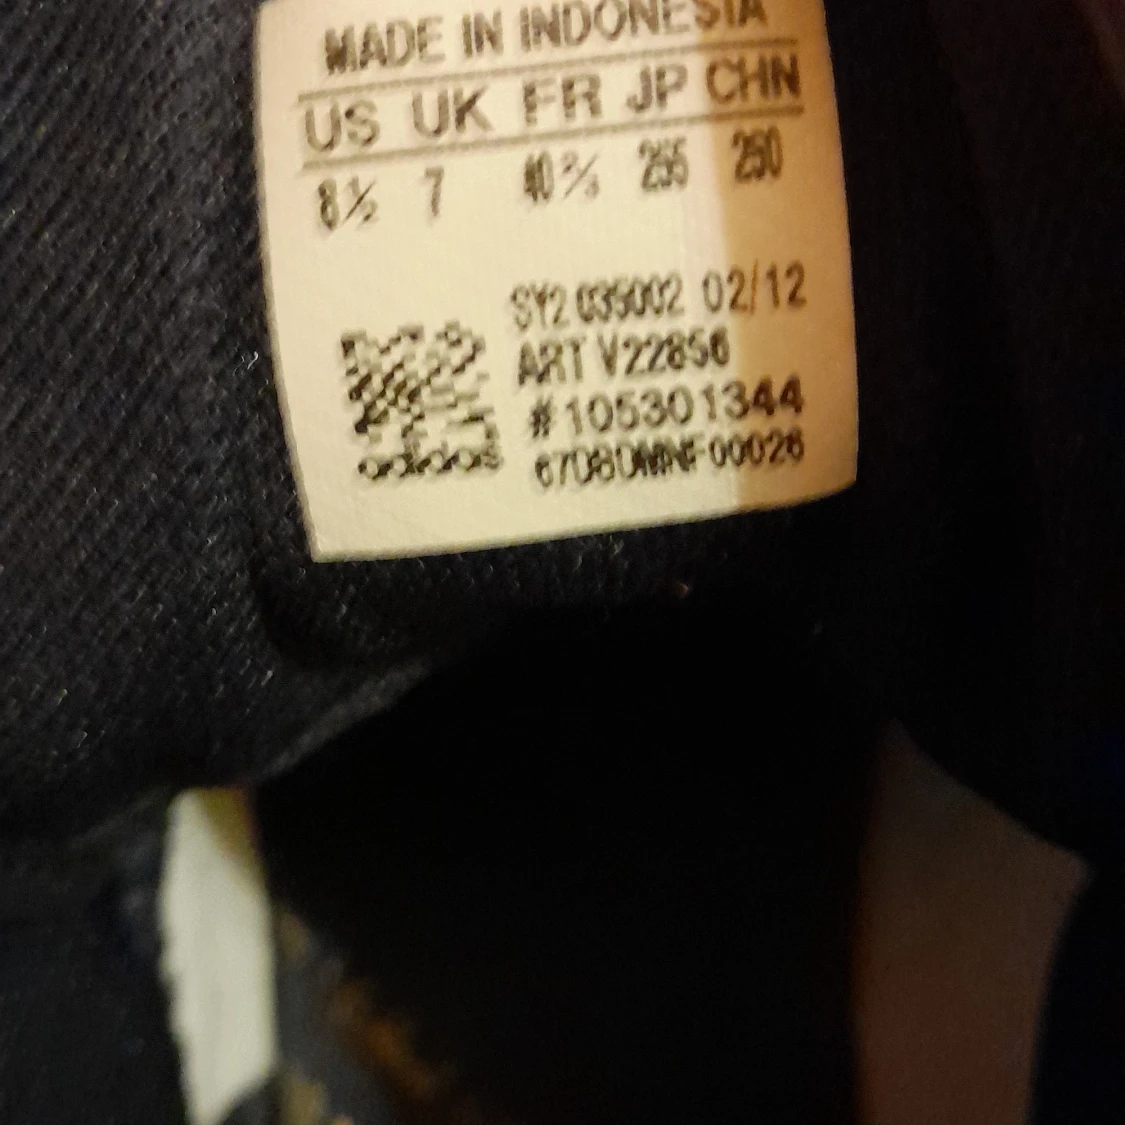 MADE IN INDONESIA
US UK FR JP CHN
8½ 7 40⅔ 255 250
SY2 035002 02/12
ART V22856
#105301344
adidas